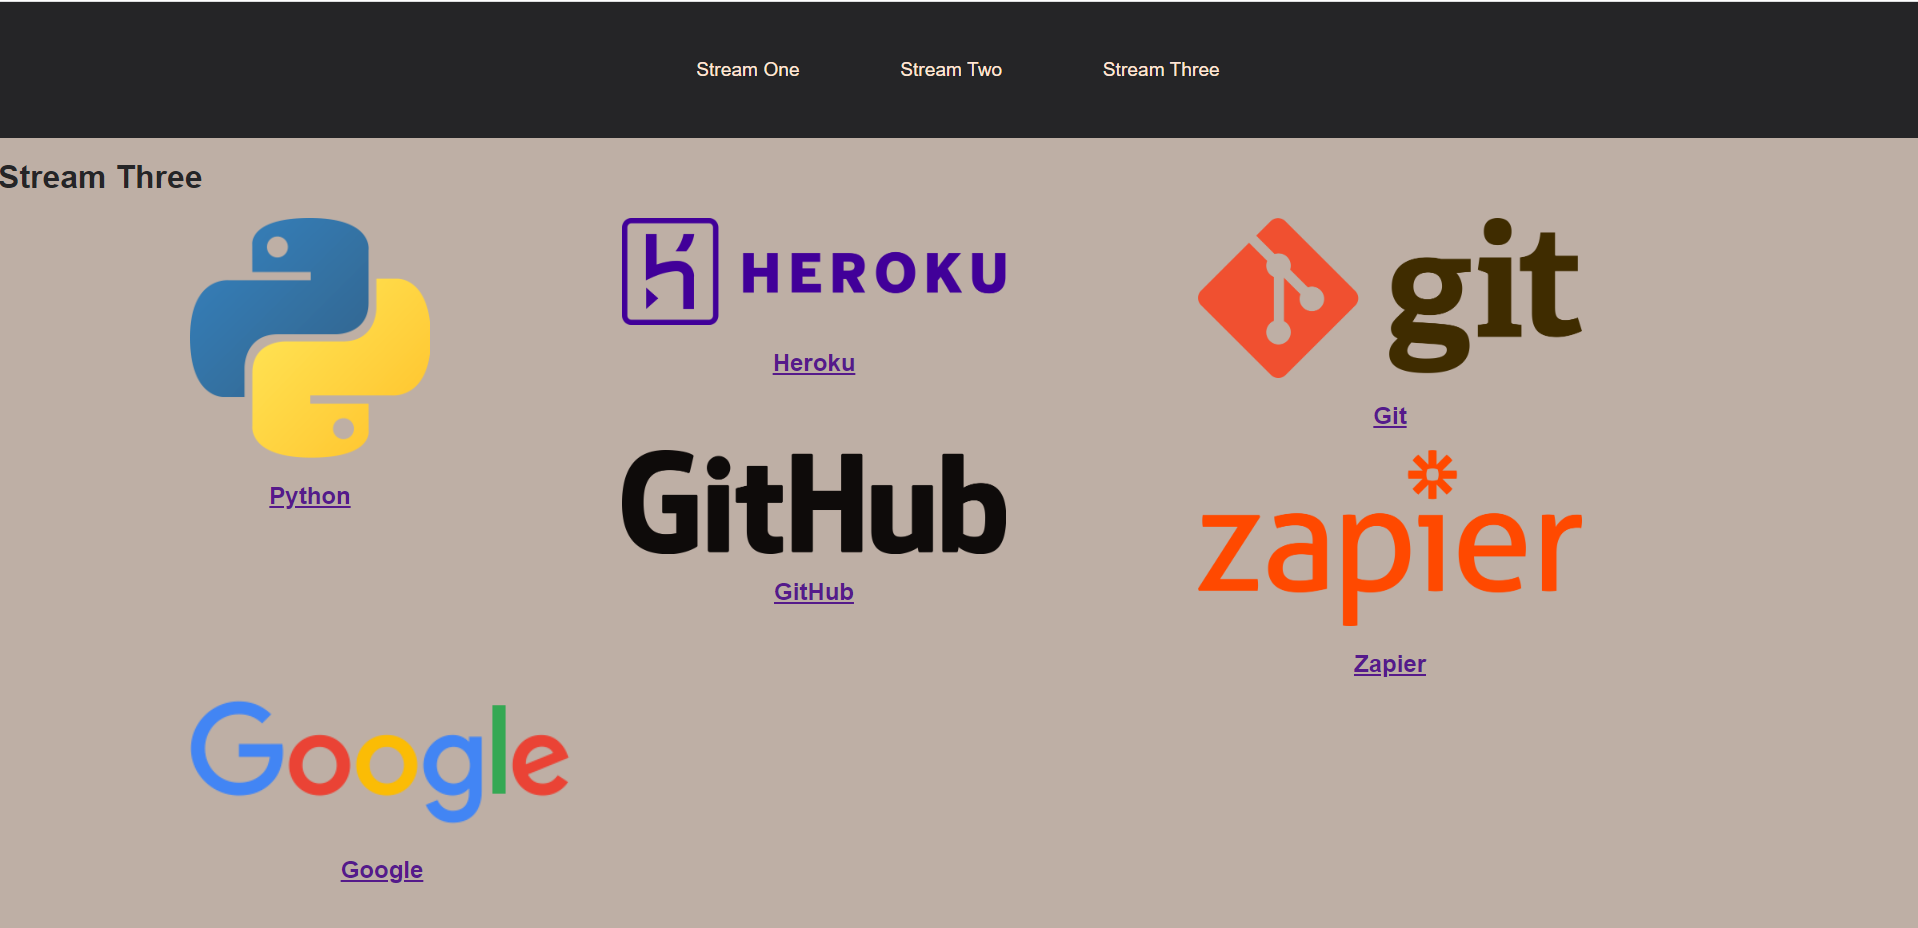 Stream One Stream Two Stream Three
Stream Three
HEROKU
git
Heroku
Git
Python
GitHub
zapier
GitHub
Zapier
Google
Google